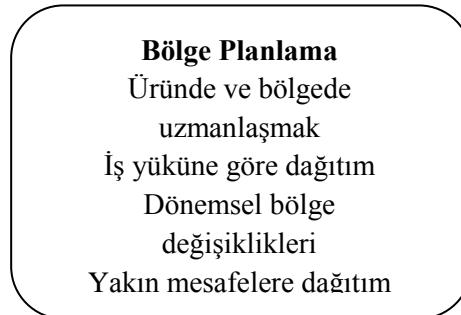 Bölge Planlama
Üründe ve bölgede
uzmanlaşmak
İş yüküne göre dağıtım
Dönemsel bölge
değişiklikleri
Yakın mesafelere dağıtım